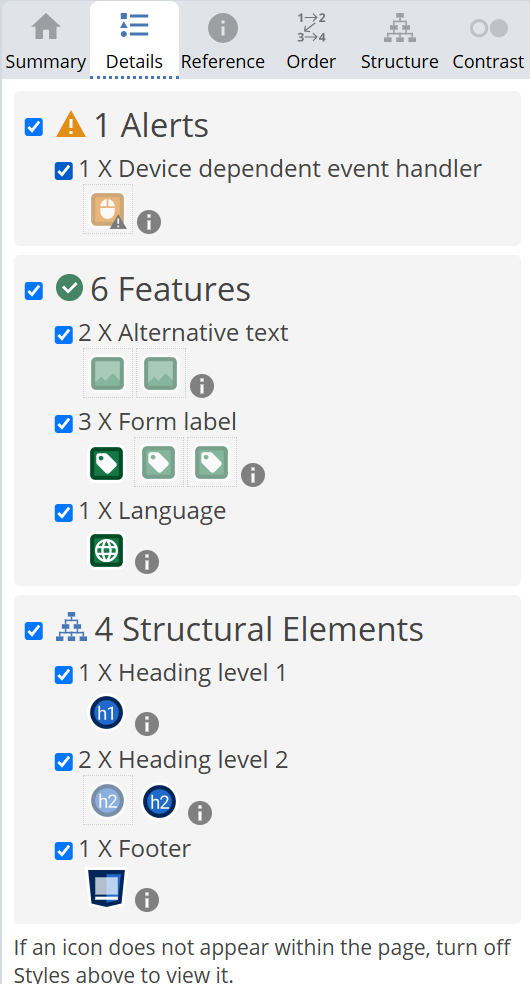 Summary Details Reference Order Structure Contrast
1 Alerts
1 X Device dependent event handler
6 Features
2 X Alternative text
3 X Form label
1 X Language
4 Structural Elements
1 X Heading level 1
h1
2 X Heading level 2
h2 h2
1 X Footer
If an icon does not appear within the page, turn off
Styles above to view it.